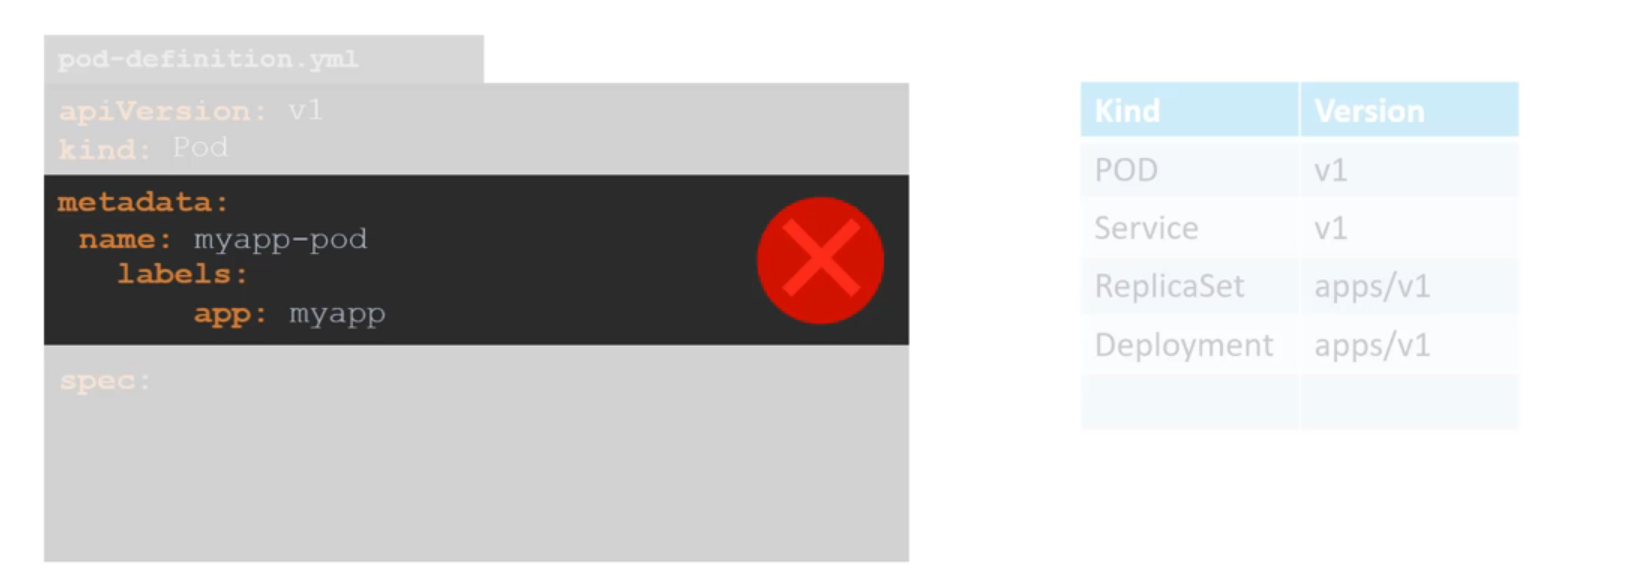 pod-definition.yml
apiVersion: v1
kind: Pod
metadata:
 name: myapp-pod
   labels:
       app: myapp
spec:
Kind Version
POD v1
Service v1
ReplicaSet apps/v1
Deployment apps/v1